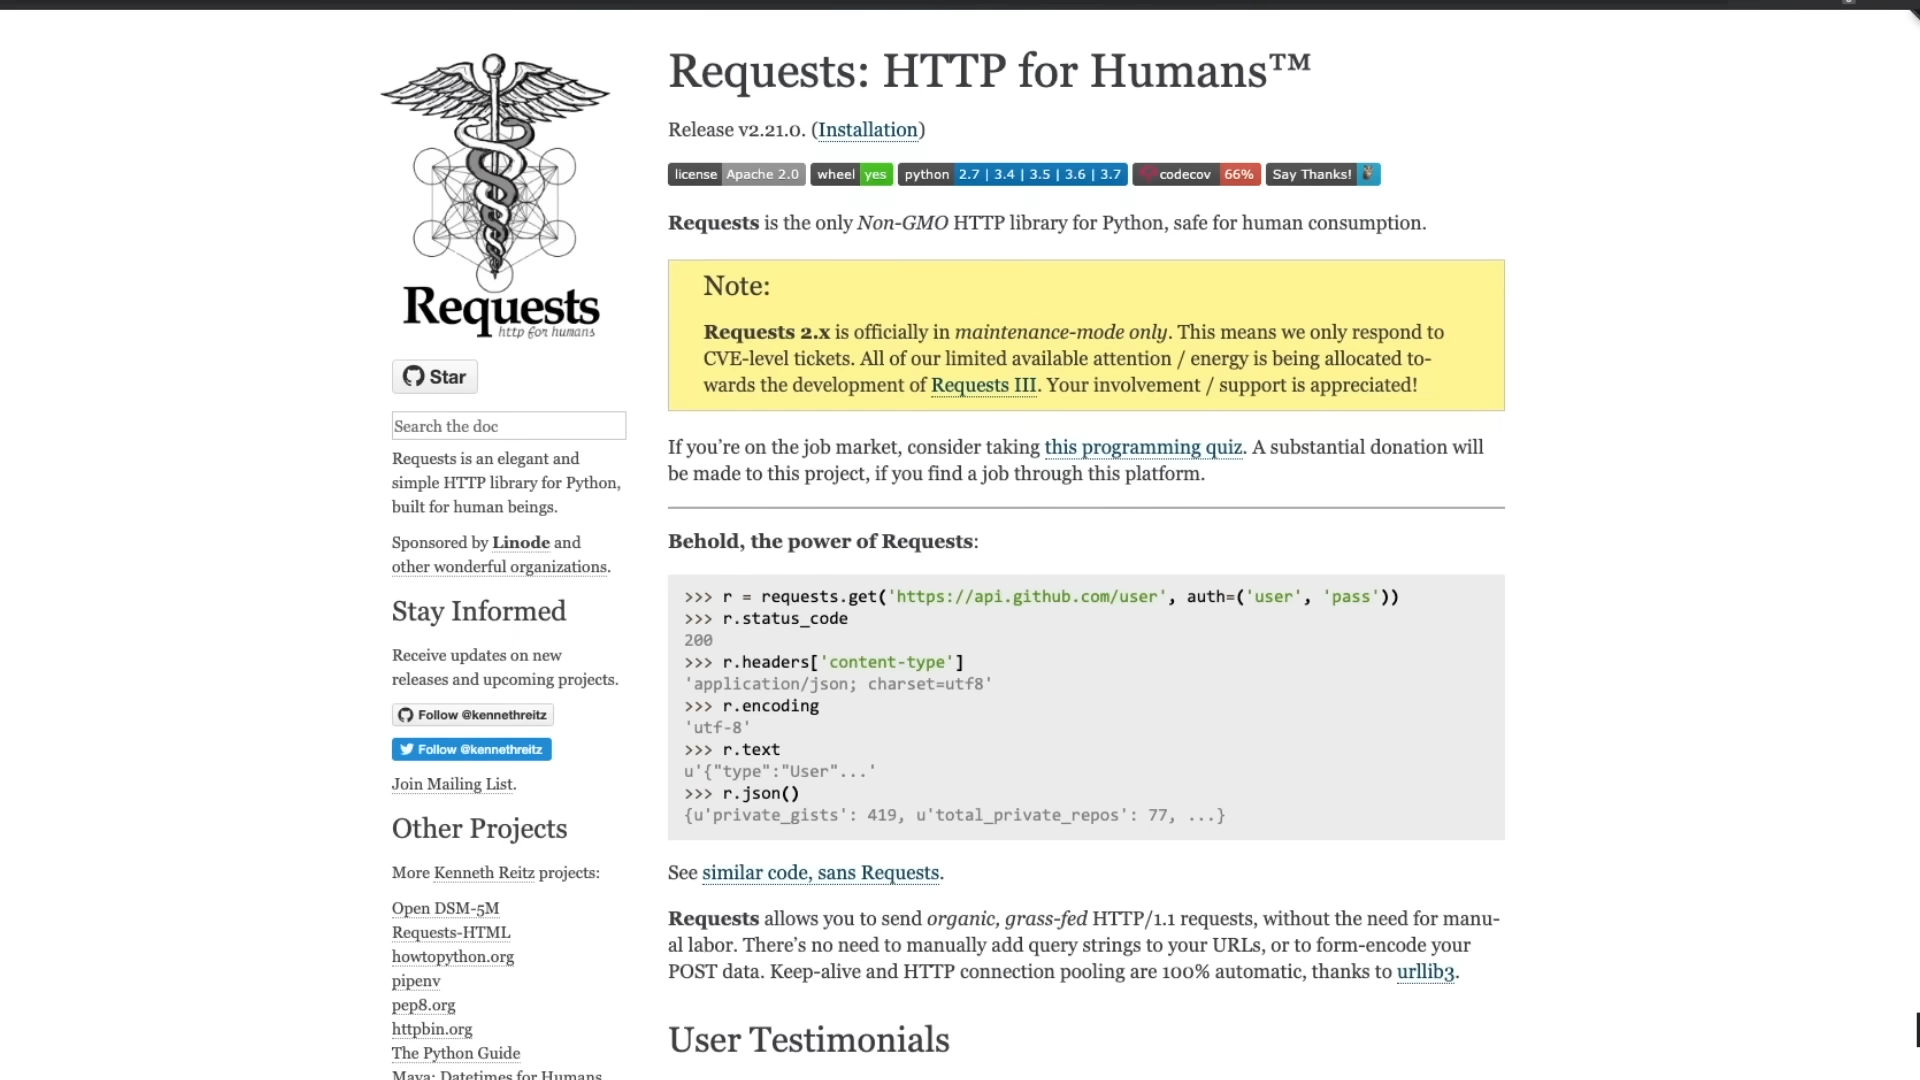 Requests
http for humans
Star
Search the doc
Requests is an elegant and
simple HTTP library for Python,
built for human beings.
Sponsored by Linode and
other wonderful organizations.
Stay Informed
Receive updates on new
releases and upcoming projects.
Follow @kennethreitz
Follow @kennethreitz
Join Mailing List.
Other Projects
More Kenneth Reitz projects:
Open DSM-5M
Requests-HTML
howtopython.org
pipenv
pep8.org
httpbin.org
The Python Guide
Maya: Datetimes for Humans
Requests: HTTP for Humans™
Release v2.21.0. (Installation)
license Apache 2.0 wheel yes python 2.7 | 3.4 | 3.5 | 3.6 | 3.7 codecov 66% Say Thanks!
Requests is the only Non-GMO HTTP library for Python, safe for human consumption.
Note:
Requests 2.x is officially in maintenance-mode only. This means we only respond to
CVE-level tickets. All of our limited available attention / energy is being allocated to-
wards the development of Requests III. Your involvement / support is appreciated!
If you’re on the job market, consider taking this programming quiz. A substantial donation will
be made to this project, if you find a job through this platform.
Behold, the power of Requests:
>>> r = requests.get('https://api.github.com/user', auth=('user', 'pass'))
>>> r.status_code
200
>>> r.headers['content-type']
'application/json; charset=utf8'
>>> r.encoding
'utf-8'
>>> r.text
u'{"type":"User"...'
>>> r.json()
{u'private_gists': 419, u'total_private_repos': 77, ...}
See similar code, sans Requests.
Requests allows you to send organic, grass-fed HTTP/1.1 requests, without the need for manu-
al labor. There’s no need to manually add query strings to your URLs, or to form-encode your
POST data. Keep-alive and HTTP connection pooling are 100% automatic, thanks to urllib3.
User Testimonials